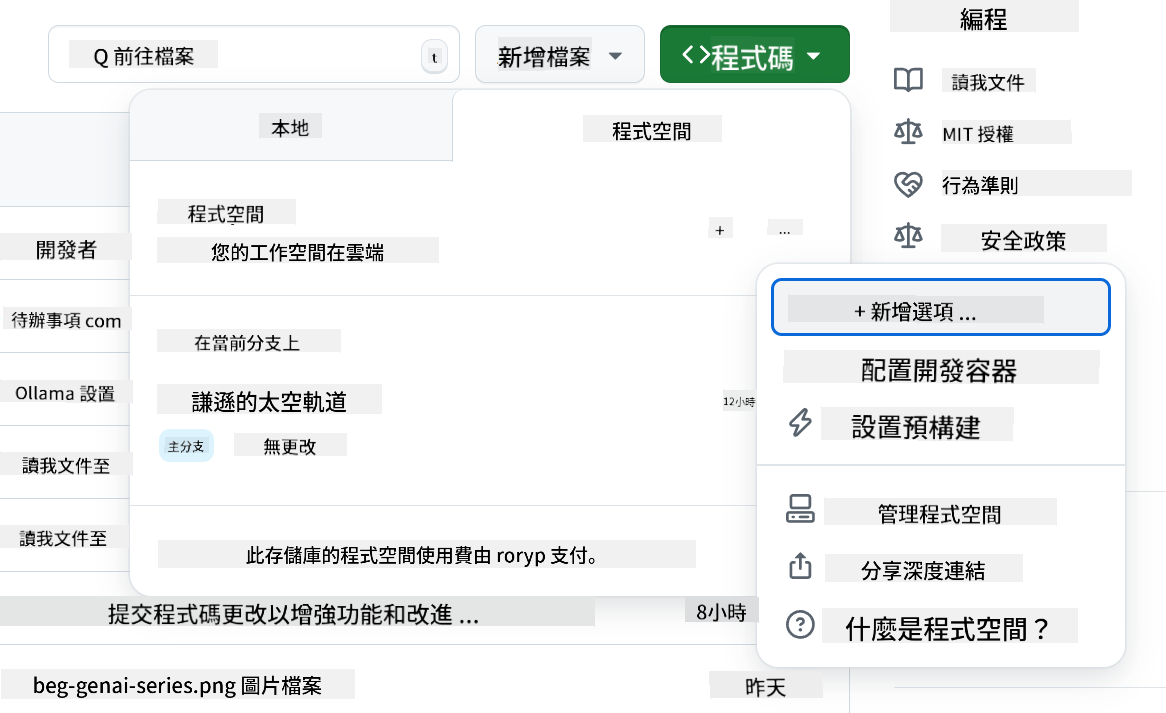 Q 前往檔案
t
新增檔案
<>程式碼
編程
讀我文件
MIT 授權
行為準則
安全政策
本地
程式空間
程式空間
您的工作空間在雲端
+
...
開發者
待辦事項 com
Ollama 設置
讀我文件至
讀我文件至
在當前分支上
謙遜的太空軌道
12小時
主分支
無更改
此存儲庫的程式空間使用費由 roryp 支付。
+ 新增選項 ...
配置開發容器
設置預構建
管理程式空間
分享深度連結
什麼是程式空間？
提交程式碼更改以增強功能和改進 ...
8小時
beg-genai-series.png 圖片檔案
昨天